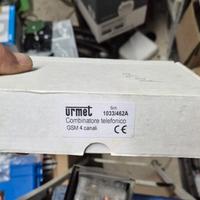 urmet
Sch
1033/462A
Combinatore telefonico
GSM 4 canali
CE